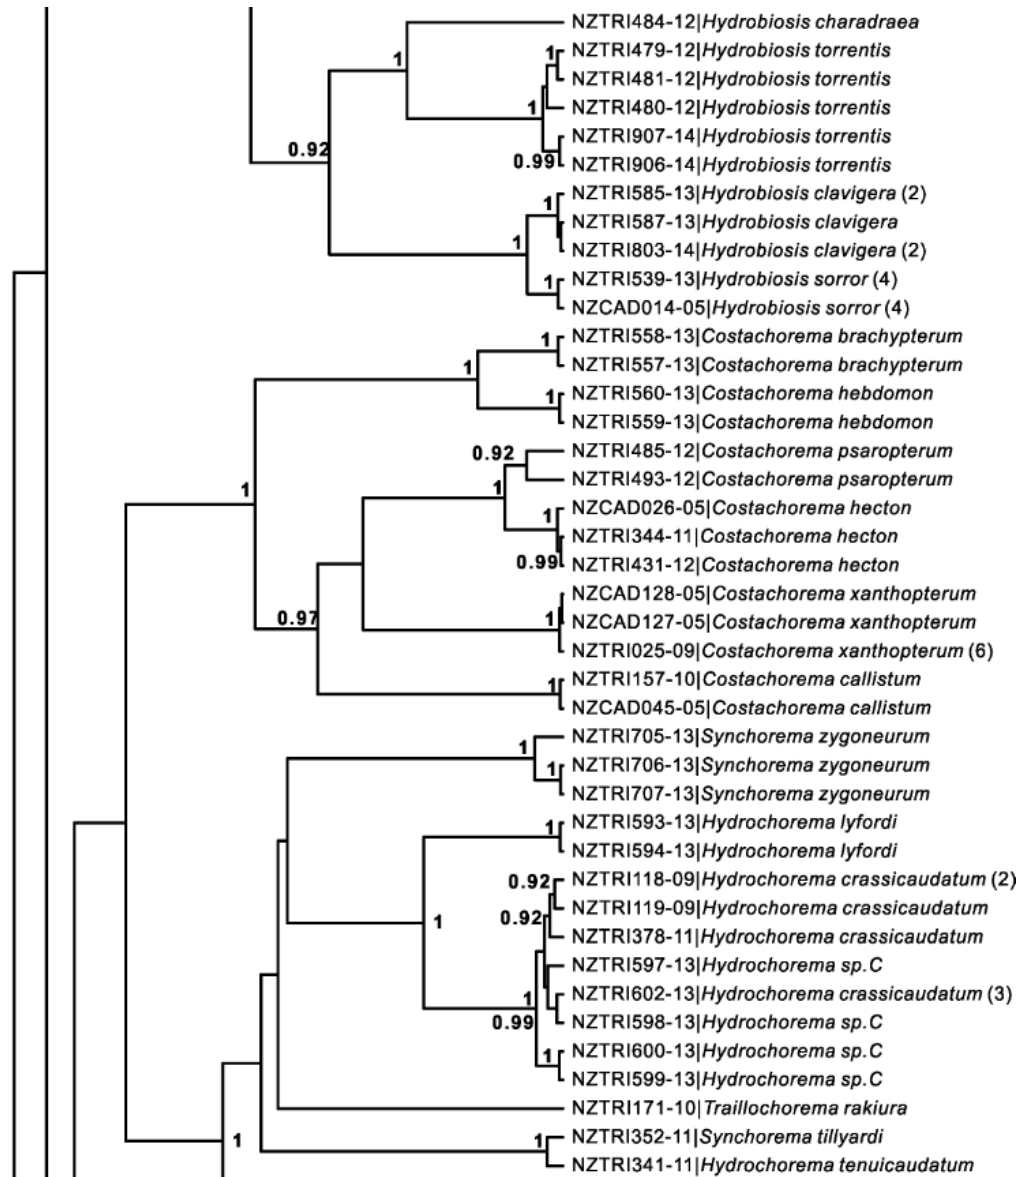 NZTRI484-12|Hydrobiosis charadraea
1
NZTRI479-12|Hydrobiosis torrentis
1
NZTRI481-12|Hydrobiosis torrentis
NZTRI480-12|Hydrobiosis torrentis
1
NZTRI907-14|Hydrobiosis torrentis
0.92
0.99
NZTRI906-14|Hydrobiosis torrentis
NZTRI585-13|Hydrobiosis clavigera (2)
1
NZTRI587-13|Hydrobiosis clavigera
1
NZTRI803-14|Hydrobiosis clavigera (2)
1
NZTRI539-13|Hydrobiosis sorror (4)
NZCAD014-05|Hydrobiosis sorror (4)
1
NZTRI558-13|Costachorema brachypterum
1
NZTRI557-13|Costachorema brachypterum
1
NZTRI560-13|Costachorema hebdomon
NZTRI559-13|Costachorema hebdomon
0.92
NZTRI485-12|Costachorema psaropterum
1
1
NZTRI493-12|Costachorema psaropterum
NZCAD026-05|Costachorema hecton
1
NZTRI344-11|Costachorema hecton
0.99
NZTRI431-12|Costachorema hecton
NZCAD128-05|Costachorema xanthopterum
0.97
1
NZCAD127-05|Costachorema xanthopterum
NZTRI025-09|Costachorema xanthopterum (6)
1
NZTRI157-10|Costachorema callistum
NZCAD045-05|Costachorema callistum
1
NZTRI705-13|Synchorema zygoneurum
1
NZTRI706-13|Synchorema zygoneurum
NZTRI707-13|Synchorema zygoneurum
1
NZTRI593-13|Hydrochorema lyfordi
NZTRI594-13|Hydrochorema lyfordi
0.92
NZTRI118-09|Hydrochorema crassicaudatum (2)
0.92
NZTRI119-09|Hydrochorema crassicaudatum
1
NZTRI378-11|Hydrochorema crassicaudatum
NZTRI597-13|Hydrochorema sp.C
1
NZTRI602-13|Hydrochorema crassicaudatum (3)
0.99
NZTRI598-13|Hydrochorema sp.C
1
NZTRI600-13|Hydrochorema sp.C
NZTRI599-13|Hydrochorema sp.C
NZTRI171-10|Traillochorema rakiura
1
1
NZTRI352-11|Synchorema tillyardi
NZTRI341-11|Hydrochorema tenuicaudatum